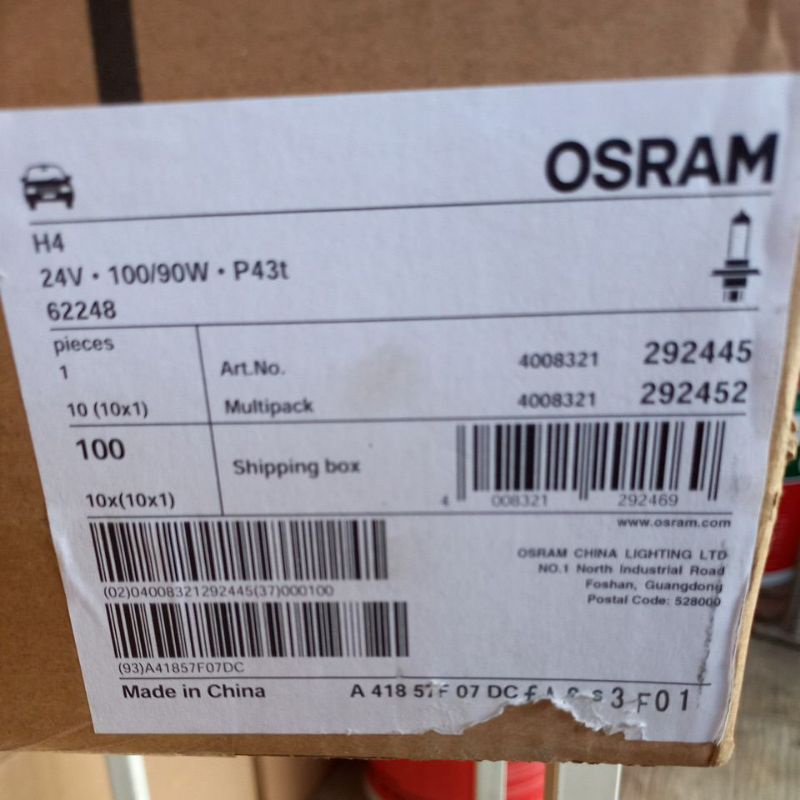 OSRAM
H4
24V • 100/90W • P43t
62248
pieces
1 Art.No. 4008321 292445
10 (10x1) Multipack 4008321 292452
100 Shipping box
10x(10x1)
4 008321 292469
www.osram.com
OSRAM CHINA LIGHTING LTD
NO.1 North Industrial Road
Foshan, Guangdong
Postal Code: 528000
(02)04008321292445(37)000100
(93)A41857F07DC
Made in China A 418 57F 07 DC 3 F01